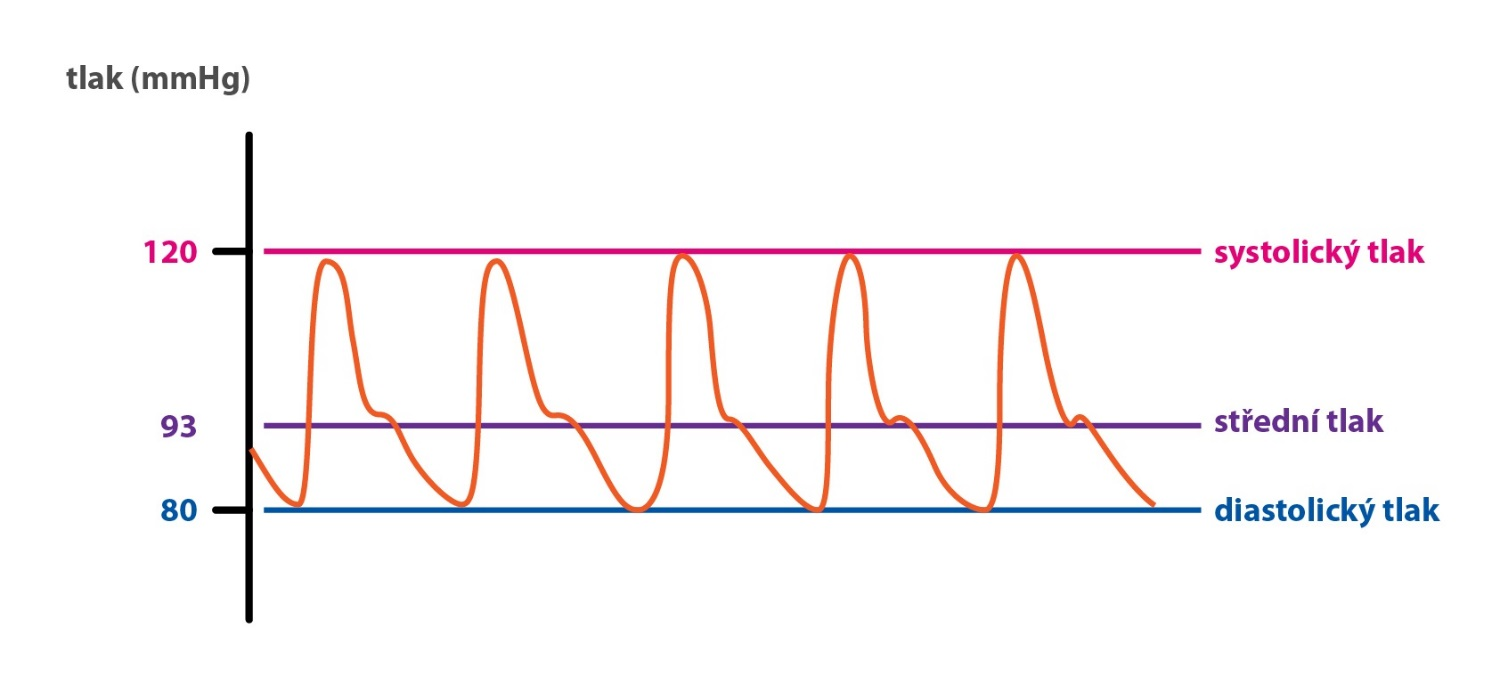 tlak (mmHg)
120
systolický tlak
93
střední tlak
80
diastolický tlak